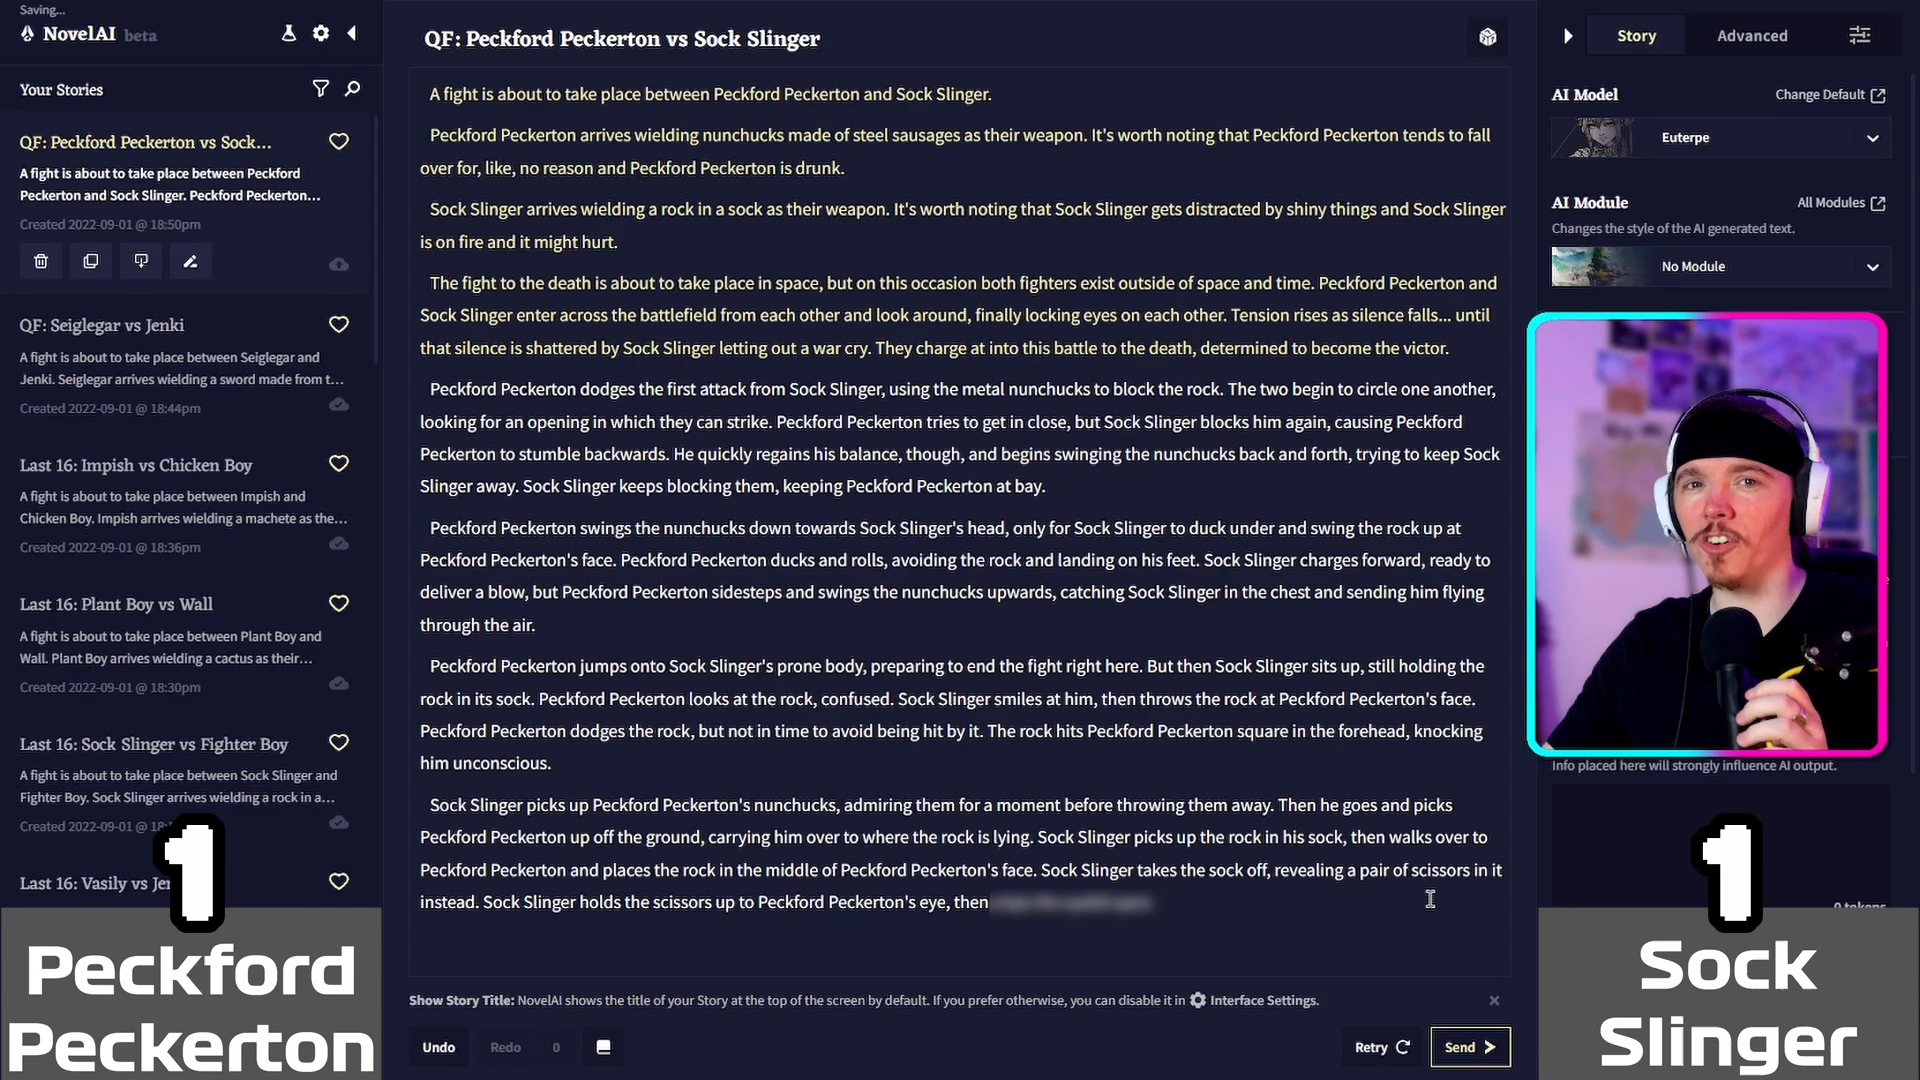 Saving...
NovelAI beta
Your Stories
QF: Peckford Peckerton vs Sock...
A fight is about to take place between Peckford
Peckerton and Sock Slinger. Peckford Peckerton...
Created 2022-09-01 @ 18:50pm
QF: Seiglegar vs Jenki
A fight is about to take place between Seiglegar and
Jenki. Seiglegar arrives wielding a sword made from t...
Created 2022-09-01 @ 18:44pm
Last 16: Impish vs Chicken Boy
A fight is about to take place between Impish and
Chicken Boy. Impish arrives wielding a machete as the...
Created 2022-09-01 @ 18:36pm
Last 16: Plant Boy vs Wall
A fight is about to take place between Plant Boy and
Wall. Plant Boy arrives wielding a cactus as their...
Created 2022-09-01 @ 18:30pm
Last 16: Sock Slinger vs Fighter Boy
A fight is about to take place between Sock Slinger and
Fighter Boy. Sock Slinger arrives wielding a rock in a...
Created 2022-09-01 @
Last 16: Vasily vs
1
Peckford
Peckerton
QF: Peckford Peckerton vs Sock Slinger
A fight is about to take place between Peckford Peckerton and Sock Slinger.
Peckford Peckerton arrives wielding nunchucks made of steel sausages as their weapon. It's worth noting that Peckford Peckerton tends to fall
over for, like, no reason and Peckford Peckerton is drunk.
Sock Slinger arrives wielding a rock in a sock as their weapon. It's worth noting that Sock Slinger gets distracted by shiny things and Sock Slinger
is on fire and it might hurt.
The fight to the death is about to take place in space, but on this occasion both fighters exist outside of space and time. Peckford Peckerton and
Sock Slinger enter across the battlefield from each other and look around, finally locking eyes on each other. Tension rises as silence falls... until
that silence is shattered by Sock Slinger letting out a war cry. They charge at into this battle to the death, determined to become the victor.
Peckford Peckerton dodges the first attack from Sock Slinger, using the metal nunchucks to block the rock. The two begin to circle one another,
looking for an opening in which they can strike. Peckford Peckerton tries to get in close, but Sock Slinger blocks him again, causing Peckford
Peckerton to stumble backwards. He quickly regains his balance, though, and begins swinging the nunchucks back and forth, trying to keep Sock
Slinger away. Sock Slinger keeps blocking them, keeping Peckford Peckerton at bay.
Peckford Peckerton swings the nunchucks down towards Sock Slinger's head, only for Sock Slinger to duck under and swing the rock up at
Peckford Peckerton's face. Peckford Peckerton ducks and rolls, avoiding the rock and landing on his feet. Sock Slinger charges forward, ready to
deliver a blow, but Peckford Peckerton sidesteps and swings the nunchucks upwards, catching Sock Slinger in the chest and sending him flying
through the air.
Peckford Peckerton jumps onto Sock Slinger's prone body, preparing to end the fight right here. But then Sock Slinger sits up, still holding the
rock in its sock. Peckford Peckerton looks at the rock, confused. Sock Slinger smiles at him, then throws the rock at Peckford Peckerton's face.
Peckford Peckerton dodges the rock, but not in time to avoid being hit by it. The rock hits Peckford Peckerton square in the forehead, knocking
him unconscious.
Sock Slinger picks up Peckford Peckerton's nunchucks, admiring them for a moment before throwing them away. Then he goes and picks
Peckford Peckerton up off the ground, carrying him over to where the rock is lying. Sock Slinger picks up the rock in his sock, then walks over to
Peckford Peckerton and places the rock in the middle of Peckford Peckerton's face. Sock Slinger takes the sock off, revealing a pair of scissors in it
instead. Sock Slinger holds the scissors up to Peckford Peckerton's eye, then
Show Story Title: NovelAI shows the title of your Story at the top of the screen by default. If you prefer otherwise, you can disable it in Interface Settings.
Undo
Redo
0
Retry
Send
Story
Advanced
AI Model
Change Default
Euterpe
AI Module
All Modules
Changes the style of the AI generated text.
No Module
Info placed here will strongly influence AI output.
0 tokens
1
Sock
Slinger